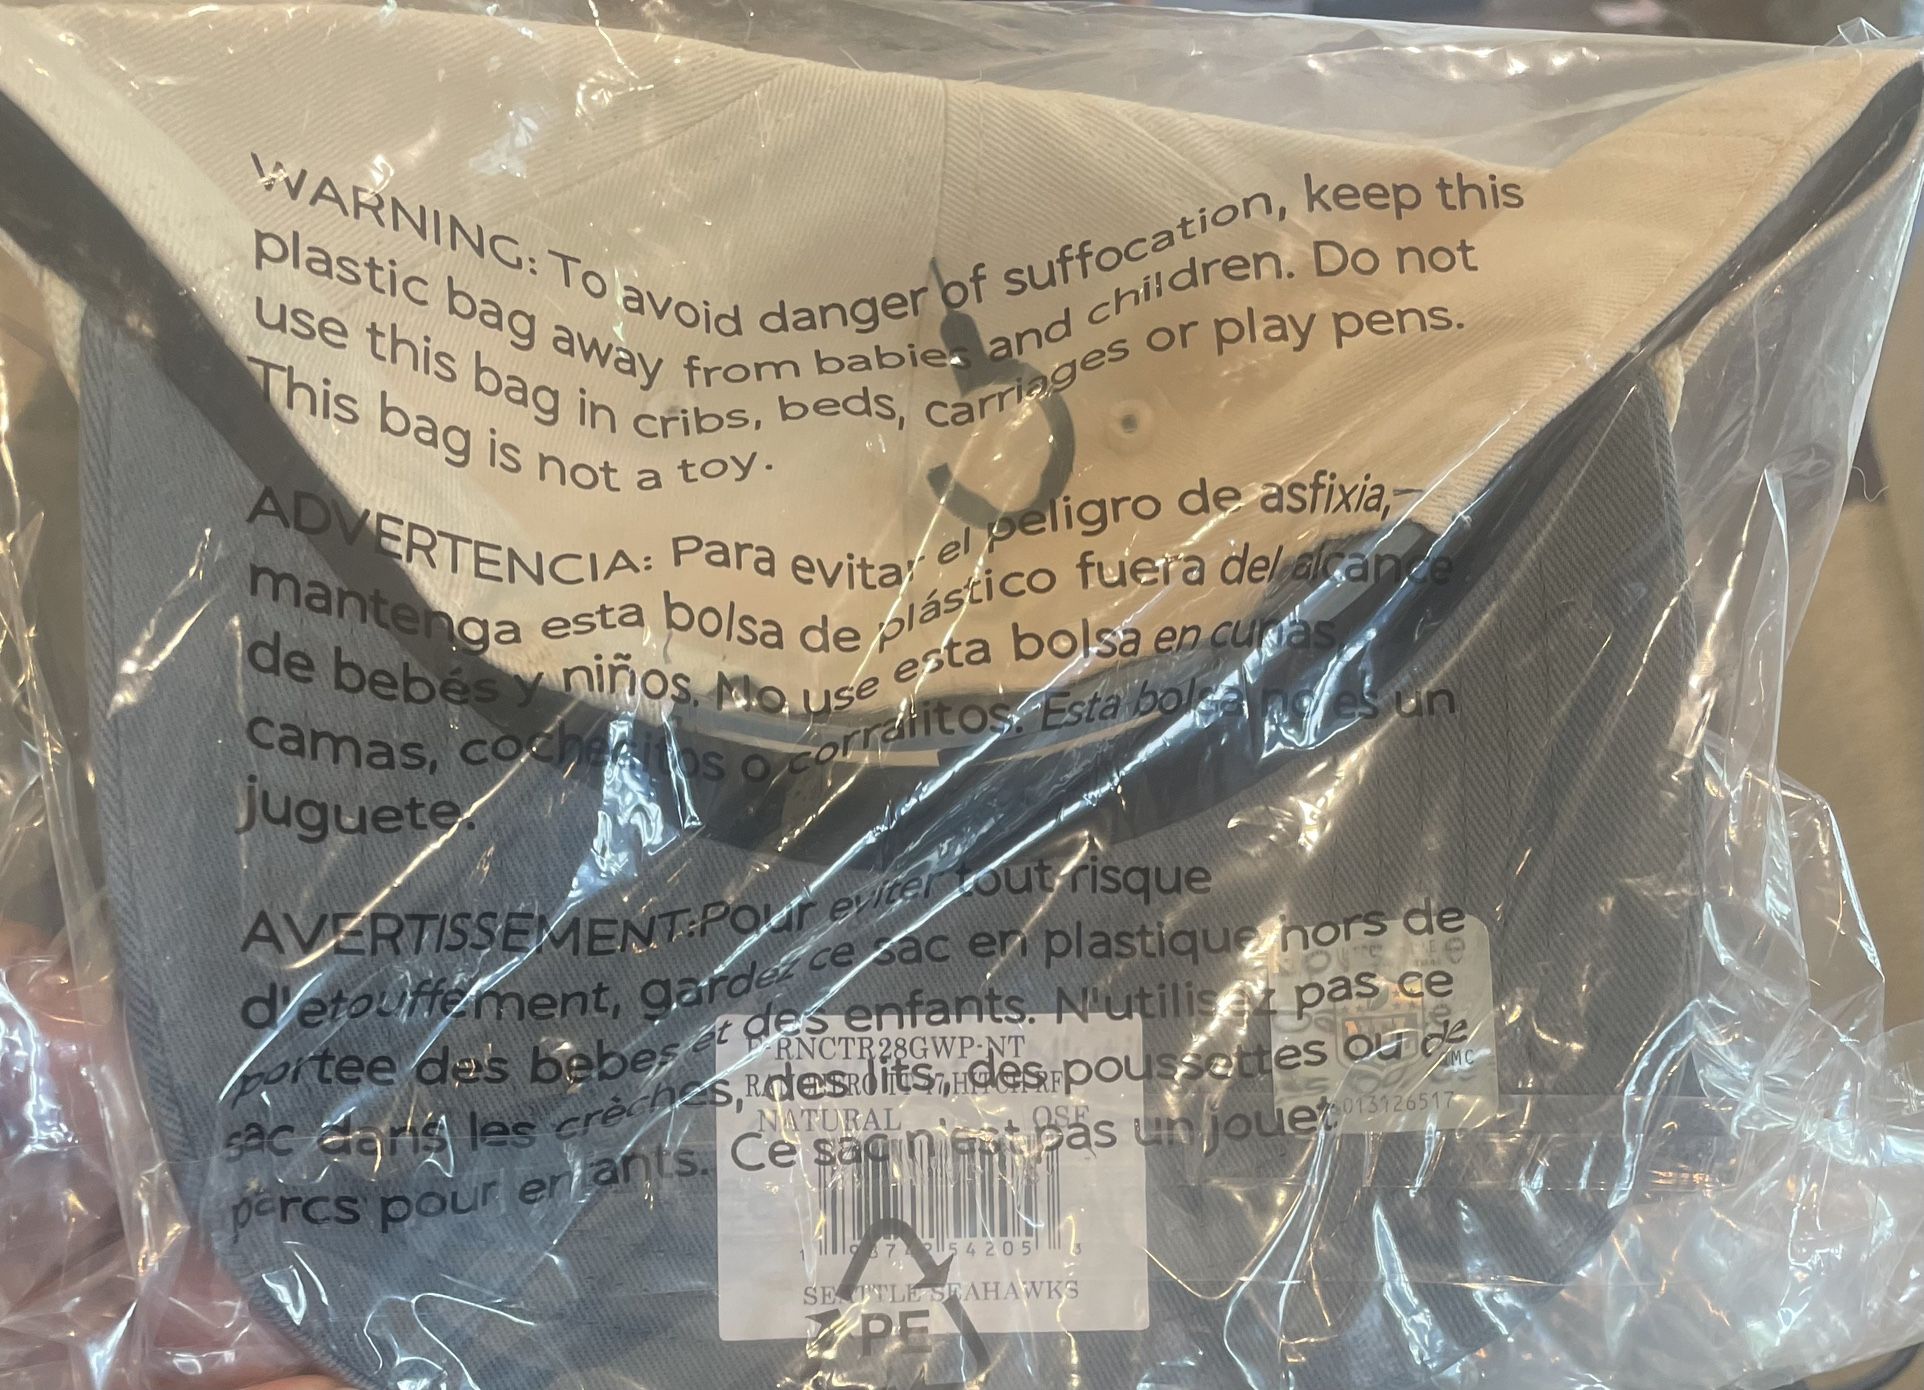 WARNING: To avoid danger of suffocation, keep this
plastic bag away from babies and children. Do not
use this bag in cribs, beds, carriages or play pens.
This bag is not a toy.
ADVERTENCIA: Para evitar el peligro de asfixia,
mantenga esta bolsa de plástico fuera del alcance
de bebés y niños. No use esta bolsa en cunas,
camas, cochecitos o corralitos. Esta bolsa no es un
juguete.
AVERTISSEMENT:Pour eviter tout risque
d'etouffement, gardez ce sac en plastique hors de
portee des bebes et des enfants. N'utilisez pas ce
sac dans les crèches, des lits, des poussettes ou de
parcs pour enfants. Ce sac n'est pas un jouet.
RNCTR28GWP-NT
NATURAL OSF
54205 3
SEATTLE SEAHAWKS
PE